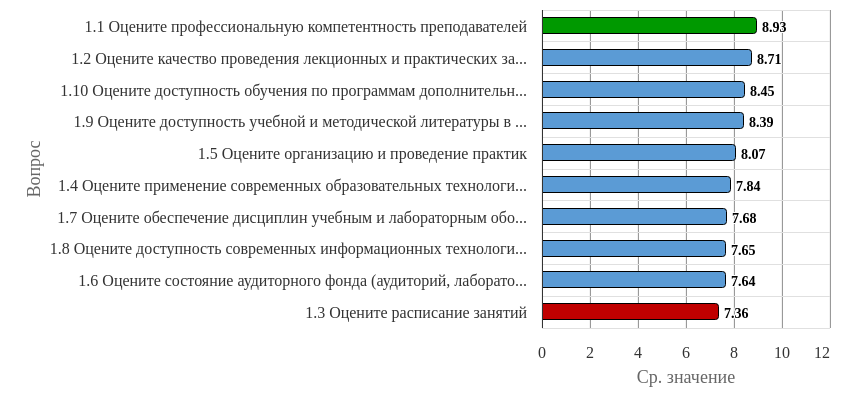 1.1 Оцените профессиональную компетентность преподавателей 8.93
1.2 Оцените качество проведения лекционных и практических за... 8.71
1.10 Оцените доступность обучения по программам дополнительн... 8.45
1.9 Оцените доступность учебной и методической литературы в ... 8.39
1.5 Оцените организацию и проведение практик 8.07
1.4 Оцените применение современных образовательных технологи... 7.84
1.7 Оцените обеспечение дисциплин учебным и лабораторным обо... 7.68
1.8 Оцените доступность современных информационных технологи... 7.65
1.6 Оцените состояние аудиторного фонда (аудиторий, лаборато... 7.64
1.3 Оцените расписание занятий 7.36
Вопрос
0 2 4 6 8 10 12
Ср. значение